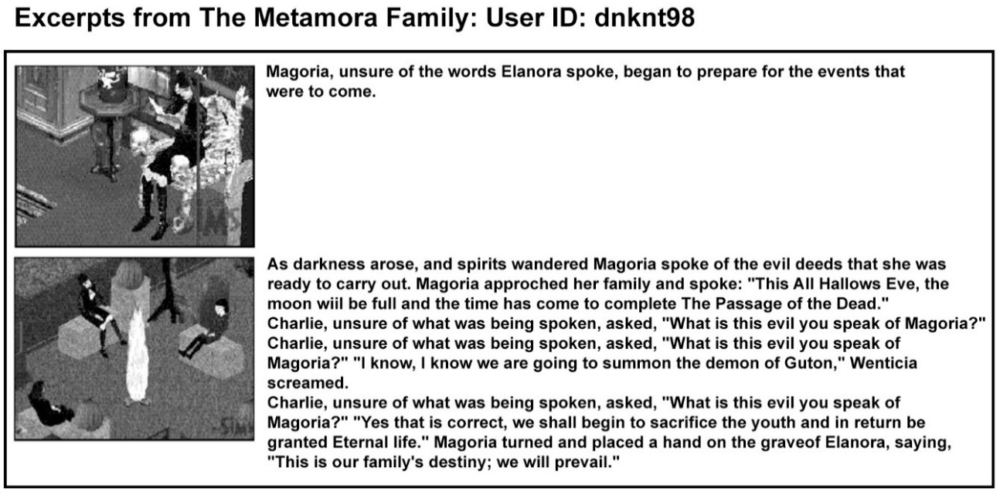 Excerpts from The Metamora Family: User ID: dnknt98
Magoria, unsure of the words Elanora spoke, began to prepare for the events that
were to come.
SIMS
As darkness arose, and spirits wandered Magoria spoke of the evil deeds that she was
ready to carry out. Magoria approched her family and spoke: "This All Hallows Eve, the
moon wiil be full and the time has come to complete The Passage of the Dead."
Charlie, unsure of what was being spoken, asked, "What is this evil you speak of Magoria?"
Charlie, unsure of what was being spoken, asked, "What is this evil you speak of
Magoria?" "I know, I know we are going to summon the demon of Guton," Wenticia
screamed.
Charlie, unsure of what was being spoken, asked, "What is this evil you speak of
Magoria?" "Yes that is correct, we shall begin to sacrifice the youth and in return be
granted Eternal life." Magoria turned and placed a hand on the graveof Elanora, saying,
"This is our family's destiny; we will prevail."